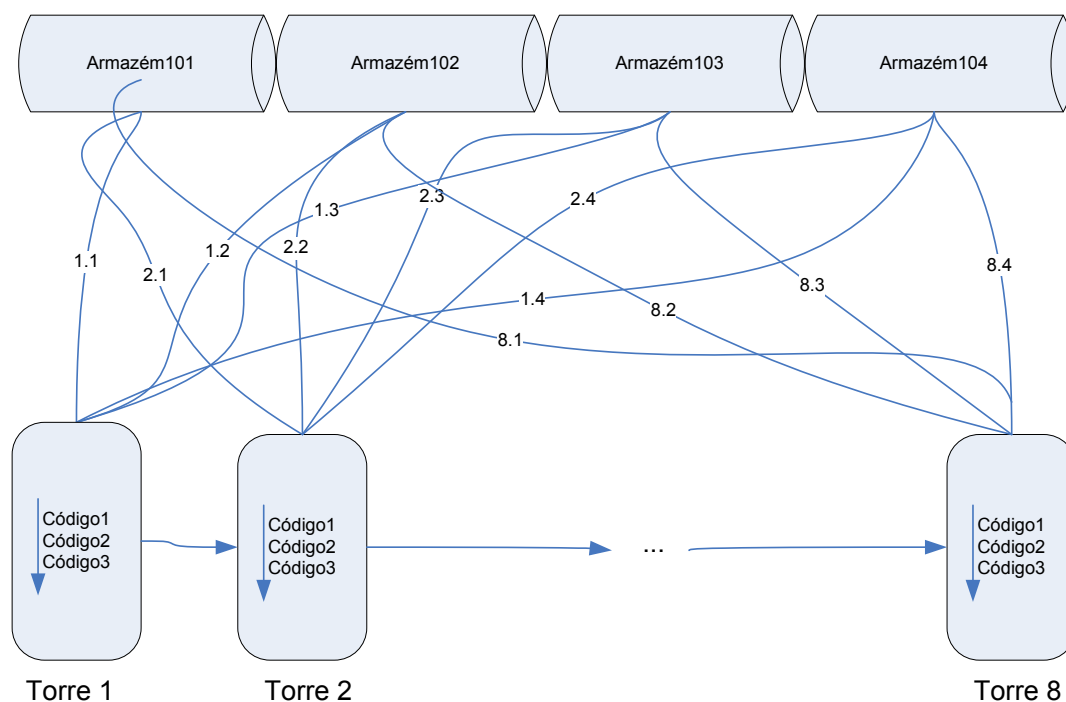 Armazém101
Armazém102
Armazém103
Armazém104
1.1
2.1
1.2
2.2
1.3
2.3
2.4
1.4
8.1
8.2
8.3
8.4
Código1
Código2
Código3
Código1
Código2
Código3
...
Código1
Código2
Código3
Torre 1
Torre 2
Torre 8